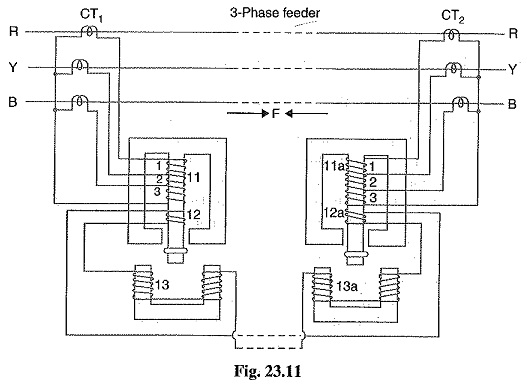 CT1 3-Phase feeder CT2
R R
Y Y
B B
F
1 11 11a 1
2 2
3 3
12 12a
13 13a
Fig. 23.11